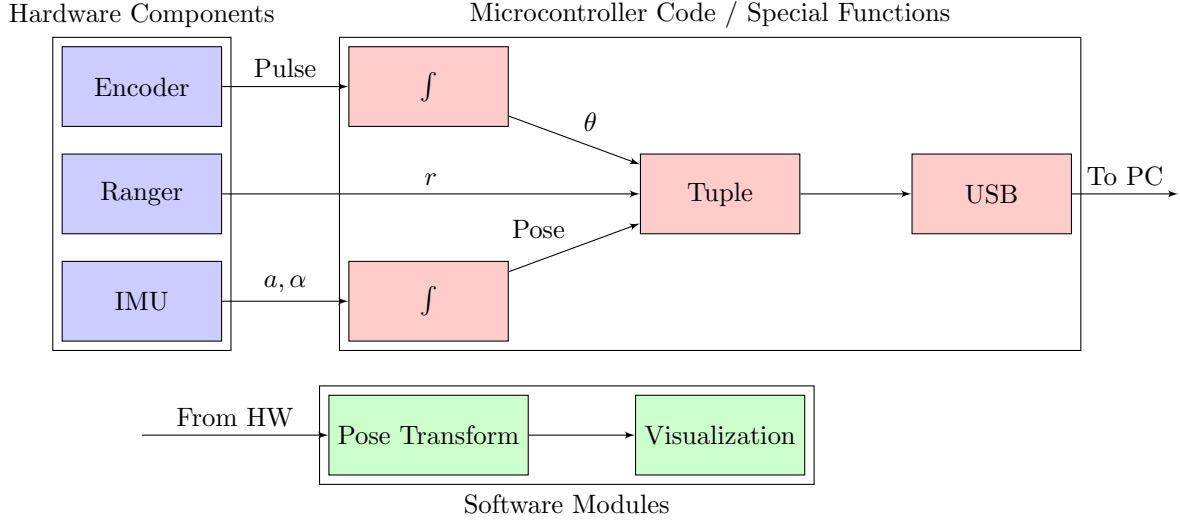 Hardware Components
Microcontroller Code / Special Functions
Encoder
Pulse
∫
θ
Ranger
r
Tuple
USB
To PC
Pose
IMU
a, α
∫
From HW
Pose Transform
Visualization
Software Modules